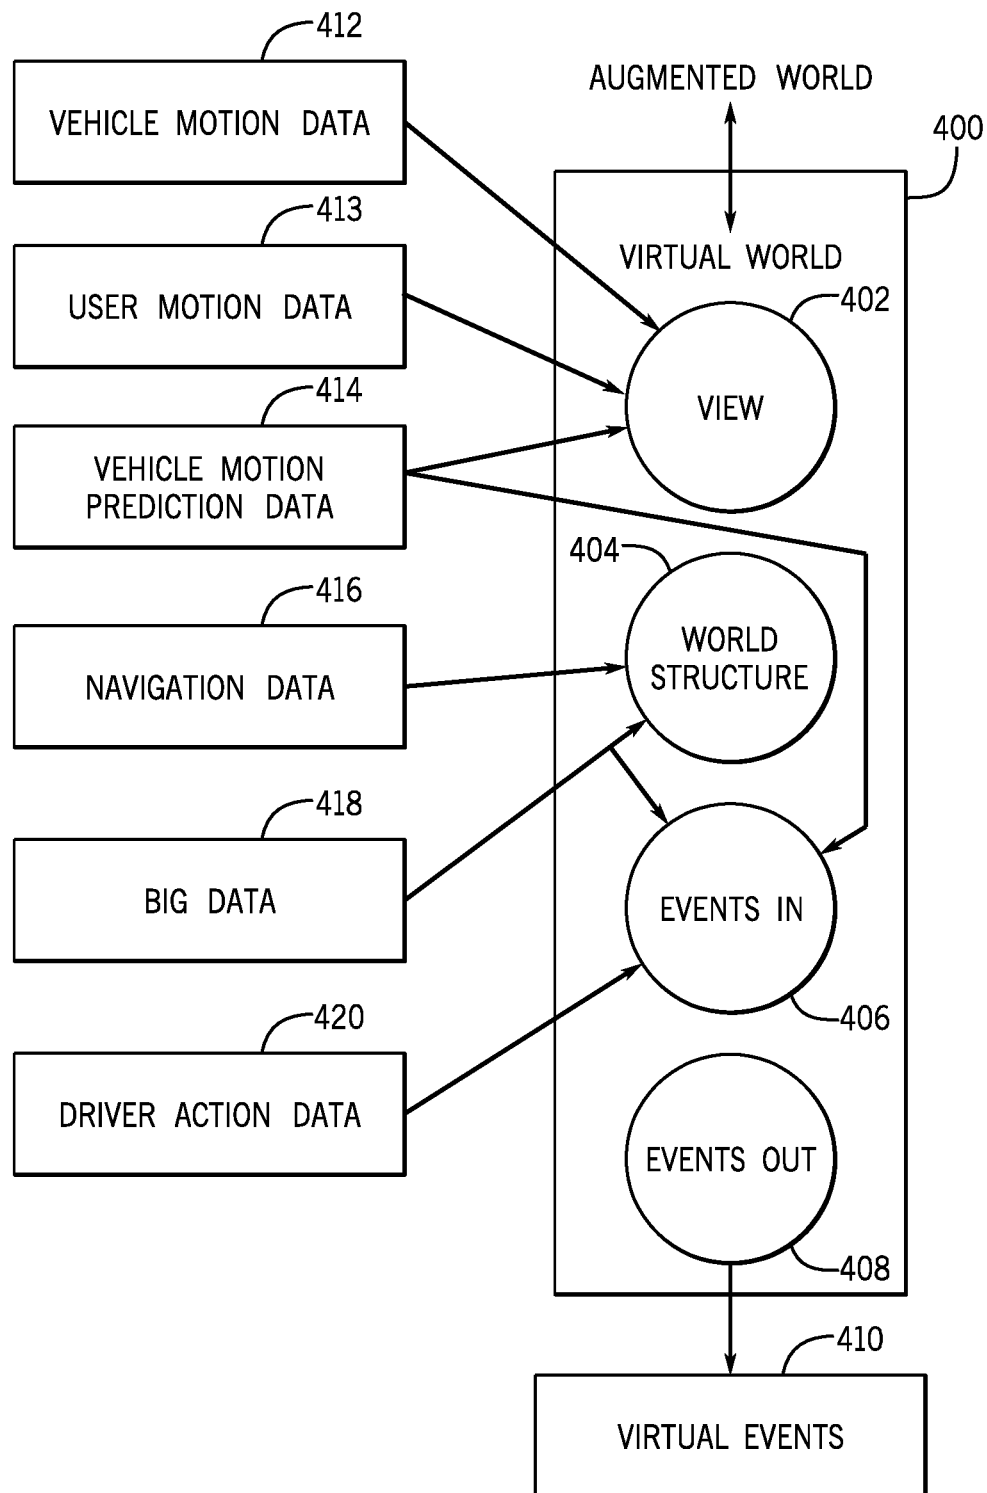 412
VEHICLE MOTION DATA
413
USER MOTION DATA
414
VEHICLE MOTION
PREDICTION DATA
416
NAVIGATION DATA
418
BIG DATA
420
DRIVER ACTION DATA
AUGMENTED WORLD
400
VIRTUAL WORLD
402
VIEW
404
WORLD
STRUCTURE
EVENTS IN
406
EVENTS OUT
408
410
VIRTUAL EVENTS